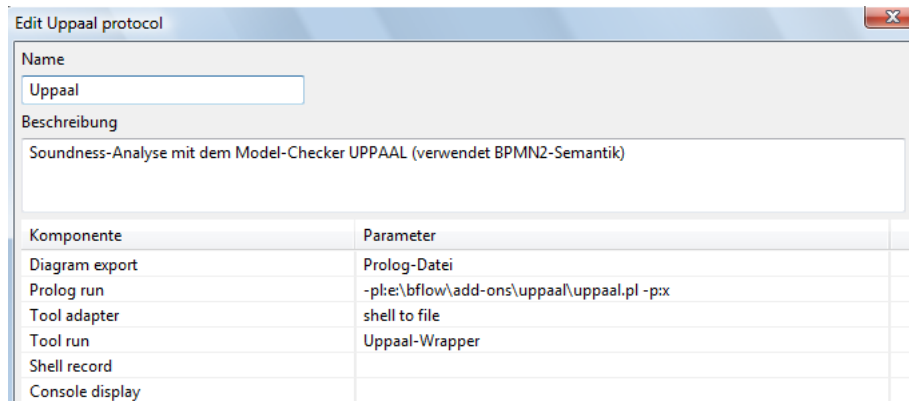 Edit Uppaal protocol
Name
Uppaal
Beschreibung
Soundness-Analyse mit dem Model-Checker UPPAAL (verwendet BPMN2-Semantik)
Komponente Parameter
Diagram export Prolog-Datei
Prolog run -pl:e:\bflow\add-ons\uppaal\uppaal.pl -p:x
Tool adapter shell to file
Tool run Uppaal-Wrapper
Shell record
Console display